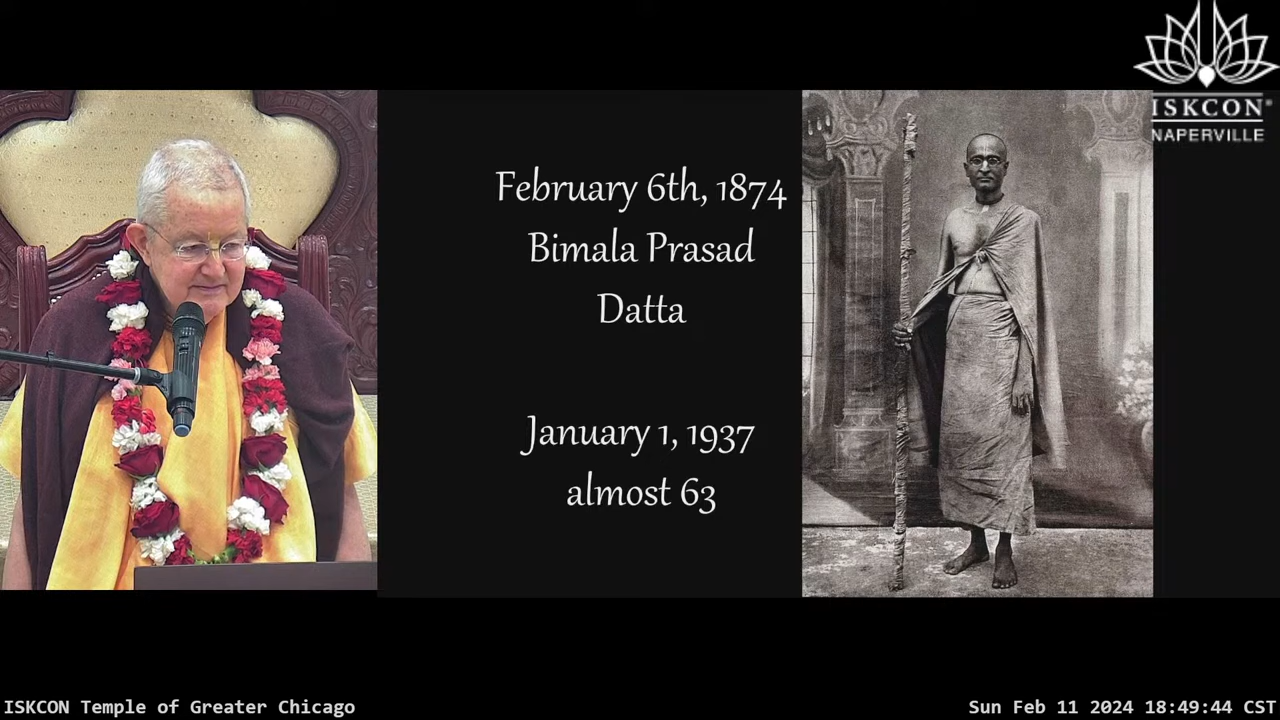 ISKCON®
NAPERVILLE
February 6th, 1874
Bimala Prasad
Datta
January 1, 1937
almost 63
ISKCON Temple of Greater Chicago
Sun Feb 11 2024 18:49:44 CST